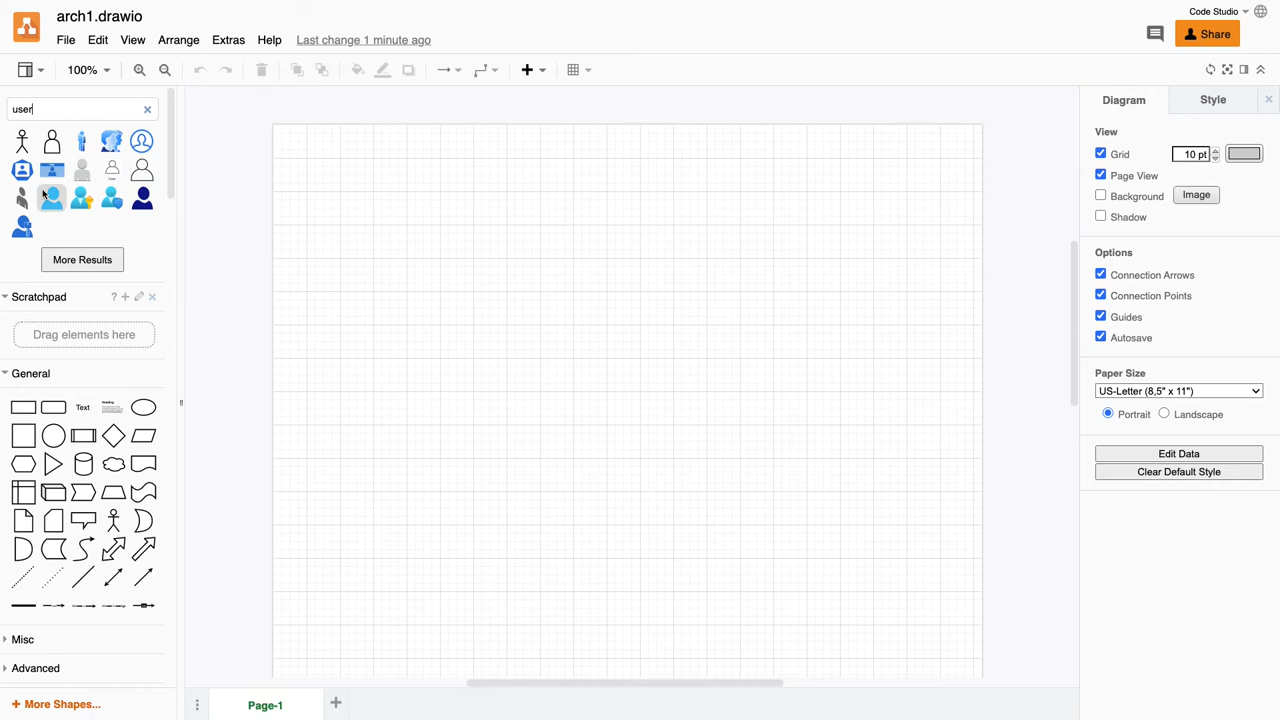 arch1.drawio
Code Studio
File Edit View Arrange Extras Help Last change 1 minute ago
Share
100%
user
More Results
Scratchpad ?
Drag elements here
General
Text
Heading
Misc
Advanced
+ More Shapes...
Page-1
Diagram Style
View
Grid 10 pt
Page View
Background Image
Shadow
Options
Connection Arrows
Connection Points
Guides
Autosave
Paper Size
US-Letter (8,5" x 11")
Portrait Landscape
Edit Data
Clear Default Style